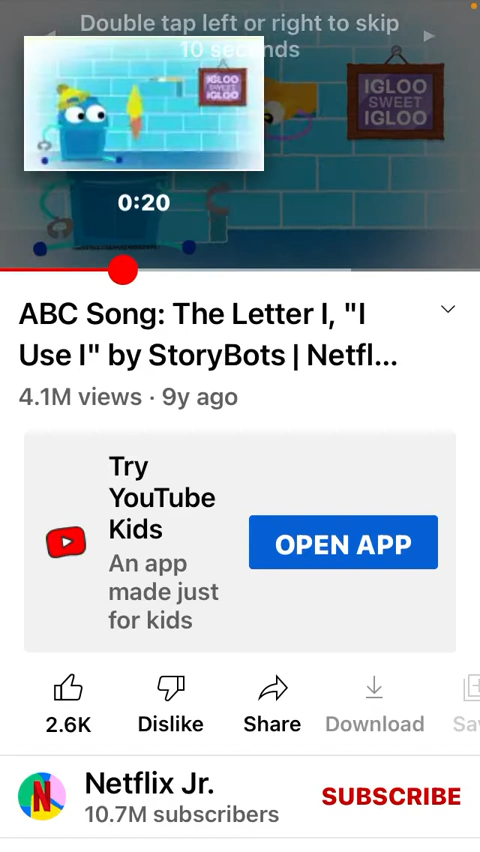 Double tap left or right to skip
10 seconds
IGLOO
SWEET
IGLOO
IGLOO
SWEET
IGLOO
0:20
ABC Song: The Letter I, "I
Use I" by StoryBots | Netfl...
4.1M views · 9y ago
Try
YouTube
Kids
An app
made just
for kids
OPEN APP
2.6K
Dislike
Share
Download
Sa
N
Netflix Jr.
10.7M subscribers
SUBSCRIBE